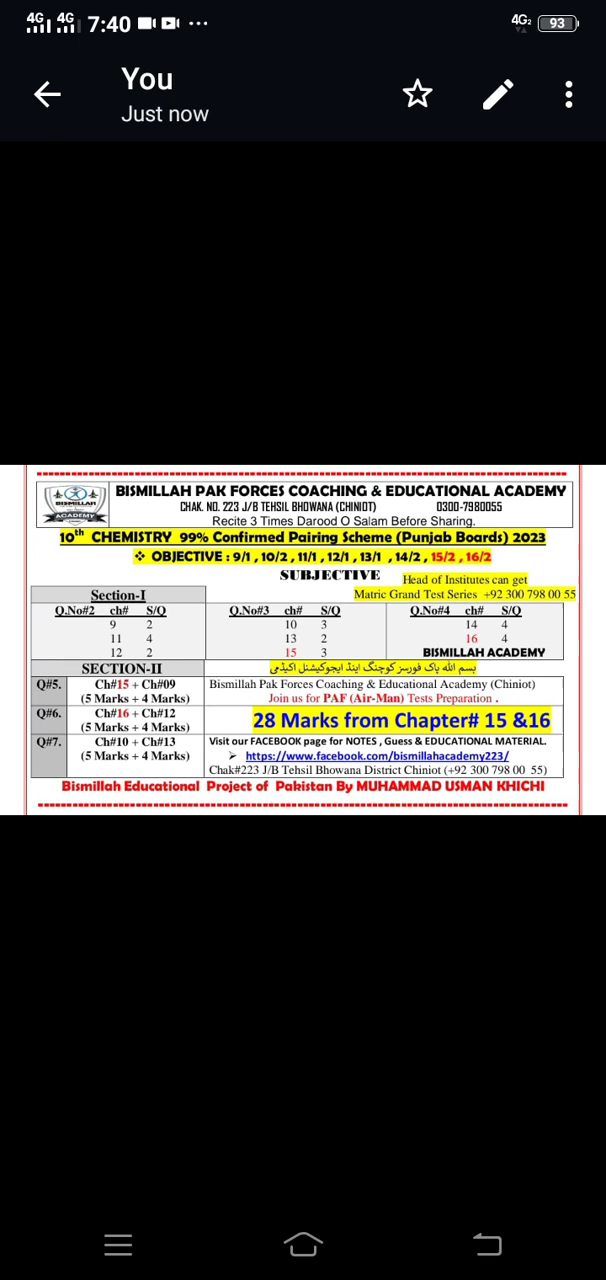 4G 4G 7:40 ... 4G2 93
You
Just now
BISMILLAH
ACADEMY
BISMILLAH PAK FORCES COACHING & EDUCATIONAL ACADEMY
CHAK. NO. 223 J/B TEHSIL BHOWANA (CHINIOT) 0300-7980055
Recite 3 Times Darood O Salam Before Sharing.
10th CHEMISTRY 99% Confirmed Pairing Scheme (Punjab Boards) 2023
❖ OBJECTIVE : 9/1 , 10/2 , 11/1 , 12/1 , 13/1 , 14/2 , 15/2 , 16/2
SUBJECTIVE Head of Institutes can get
Section-I Matric Grand Test Series +92 300 798 00 55
Q.No#2 ch# S/Q Q.No#3 ch# S/Q Q.No#4 ch# S/Q
9 2 10 3 14 4
11 4 13 2 16 4
12 2 15 3 BISMILLAH ACADEMY
SECTION-II بسم اللہ پاک فورسز کوچنگ اینڈ ایجوکیشنل اکیڈمی
Q#5. Ch#15 + Ch#09 Bismillah Pak Forces Coaching & Educational Academy (Chiniot)
(5 Marks + 4 Marks) Join us for PAF (Air-Man) Tests Preparation .
Q#6. Ch#16 + Ch#12 28 Marks from Chapter# 15 &16
(5 Marks + 4 Marks)
Q#7. Ch#10 + Ch#13 Visit our FACEBOOK page for NOTES , Guess & EDUCATIONAL MATERIAL.
(5 Marks + 4 Marks) ➢ https://www.facebook.com/bismillahacademy223/
Chak#223 J/B Tehsil Bhowana District Chiniot (+92 300 798 00 55)
Bismillah Educational Project of Pakistan By MUHAMMAD USMAN KHICHI